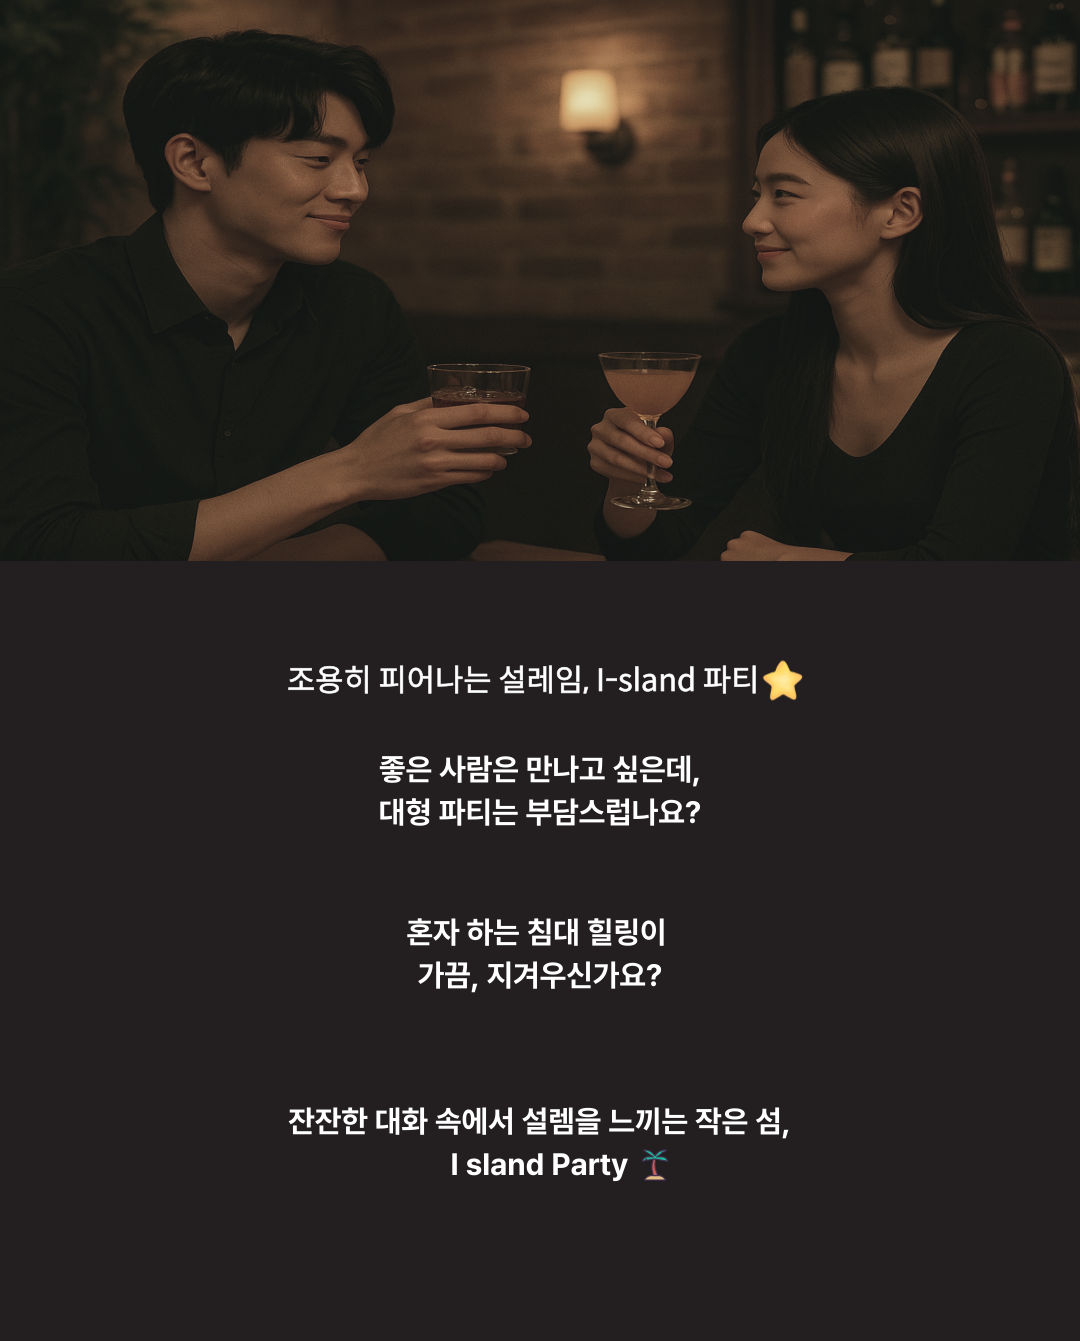 조용히 피어나는 설레임, I-sland 파티⭐
좋은 사람은 만나고 싶은데,
대형 파티는 부담스럽나요?
혼자 하는 침대 힐링이
가끔, 지겨우신가요?
잔잔한 대화 속에서 설렘을 느끼는 작은 섬,
I sland Party 🏝️